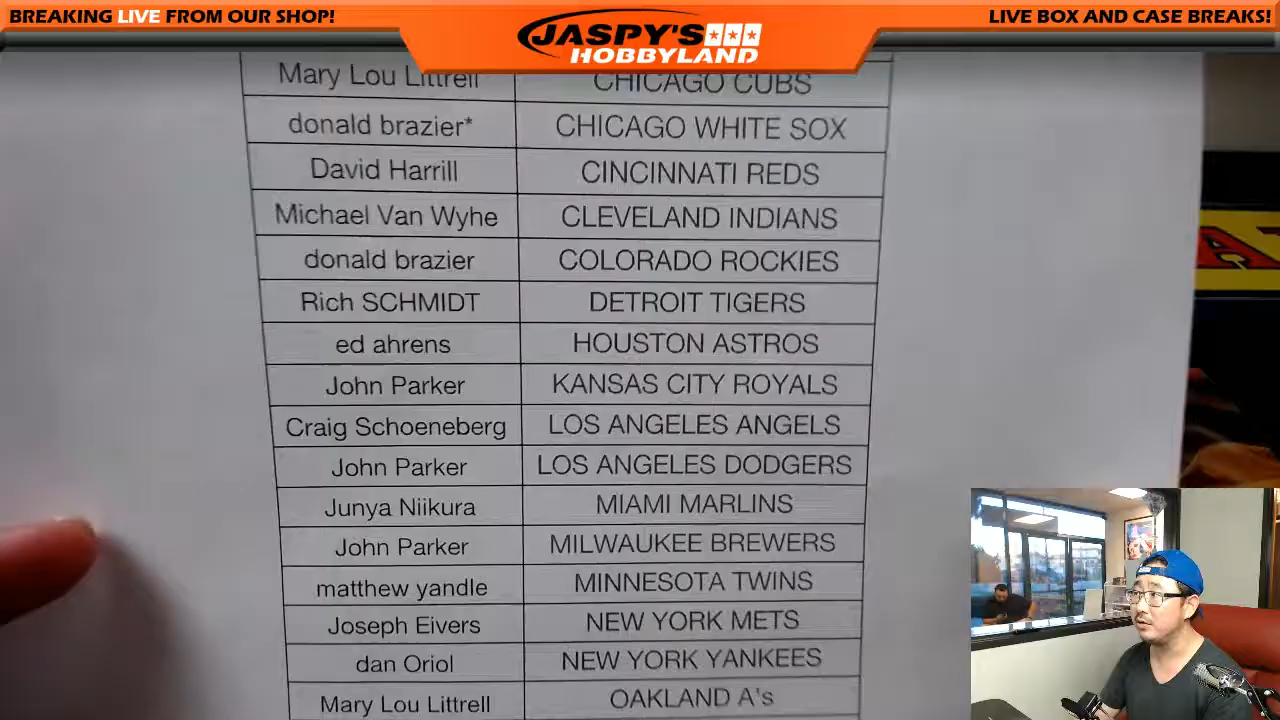 BREAKING LIVE FROM OUR SHOP!
JASPY'S
HOBBYLAND
LIVE BOX AND CASE BREAKS!
Mary Lou Littrell CHICAGO CUBS
donald brazier* CHICAGO WHITE SOX
David Harrill CINCINNATI REDS
Michael Van Wyhe CLEVELAND INDIANS
donald brazier COLORADO ROCKIES
Rich SCHMIDT DETROIT TIGERS
ed ahrens HOUSTON ASTROS
John Parker KANSAS CITY ROYALS
Craig Schoeneberg LOS ANGELES ANGELS
John Parker LOS ANGELES DODGERS
Junya Niikura MIAMI MARLINS
John Parker MILWAUKEE BREWERS
matthew yandle MINNESOTA TWINS
Joseph Eivers NEW YORK METS
dan Oriol NEW YORK YANKEES
Mary Lou Littrell OAKLAND A's